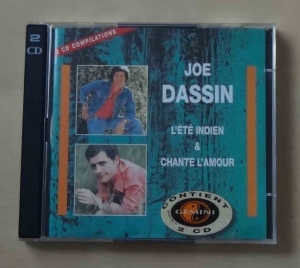 2
CD
2 CD COMPILATIONS
JOE
DASSIN
L'ÉTÉ INDIEN
&
CHANTE L'AMOUR
CONTIENT
GEMINI
2 CD